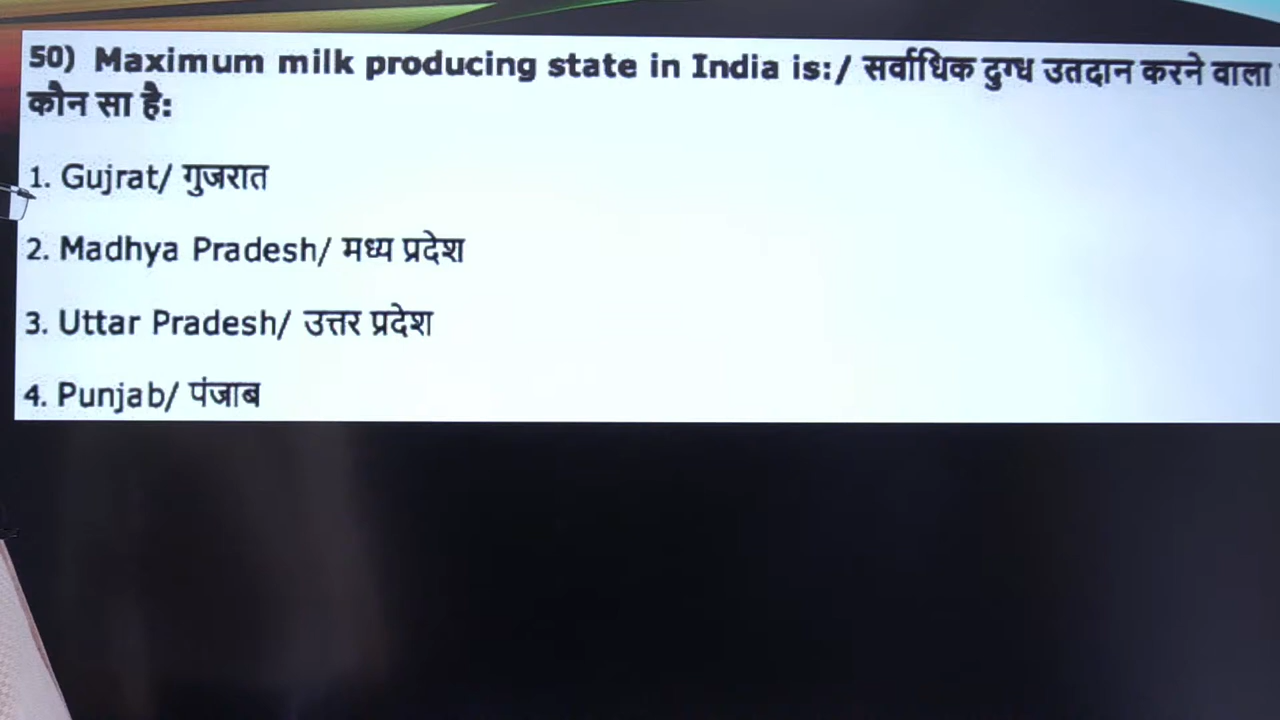 50) Maximum milk producing state in India is:/ सर्वाधिक दुग्ध उतदान करने वाला
कौन सा है:
1. Gujrat/ गुजरात
2. Madhya Pradesh/ मध्य प्रदेश
3. Uttar Pradesh/ उत्तर प्रदेश
4. Punjab/ पंजाब